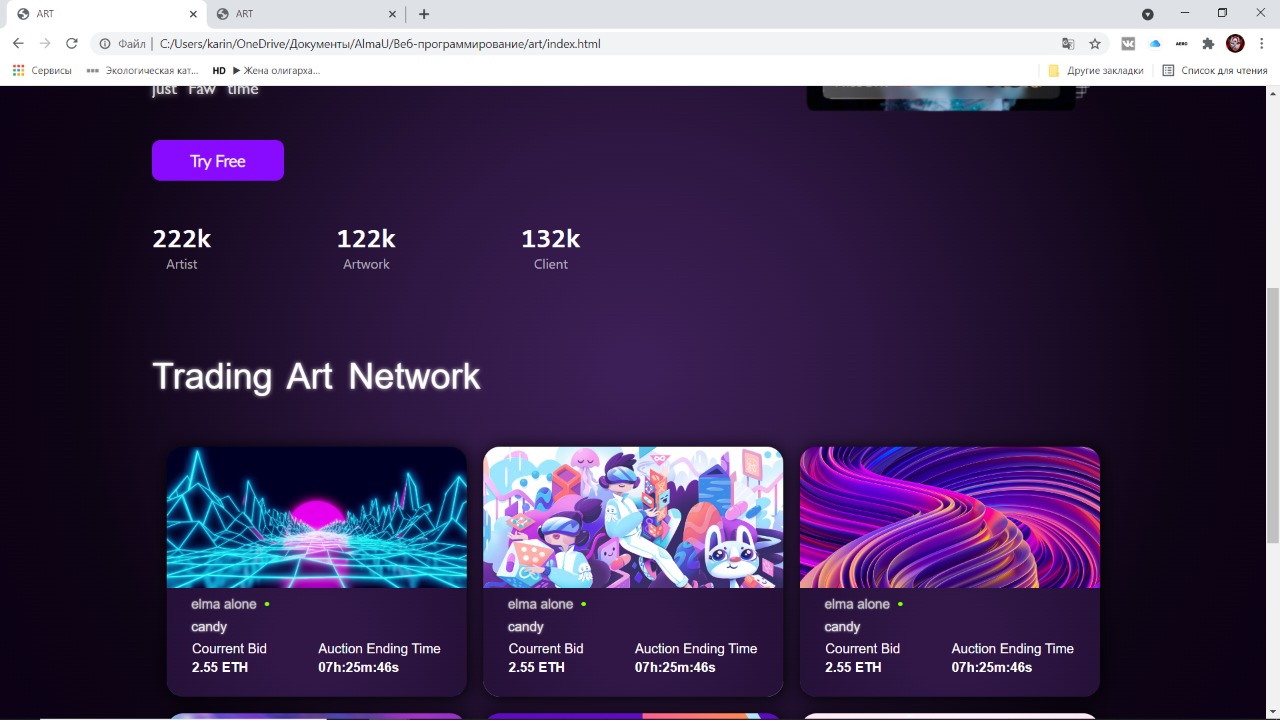 ART
ART
Файл
C:/Users/karin/OneDrive/Документы/AlmaU/Веб-программирование/art/index.html
Сервисы
Экологическая кат...
HD ▶ Жена олигарха...
Другие закладки
Список для чтения
just Faw time
Try Free
222k 122k 132k
Artist Artwork Client
Trading Art Network
elma alone
candy
Courrent Bid Auction Ending Time
2.55 ETH 07h:25m:46s
elma alone
candy
Courrent Bid Auction Ending Time
2.55 ETH 07h:25m:46s
elma alone
candy
Courrent Bid Auction Ending Time
2.55 ETH 07h:25m:46s